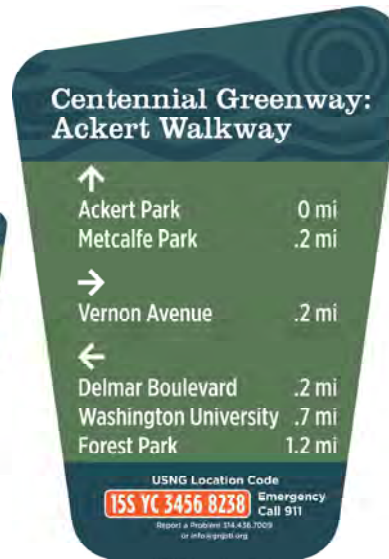 Centennial Greenway:
Ackert Walkway
↑
Ackert Park 0 mi
Metcalfe Park .2 mi
→
Vernon Avenue .2 mi
←
Delmar Boulevard .2 mi
Washington University .7 mi
Forest Park 1.2 mi
USNG Location Code
15S YC 3456 8238 Emergency
Call 911
Report a Problem 314.436.7009
or info@grgstl.org